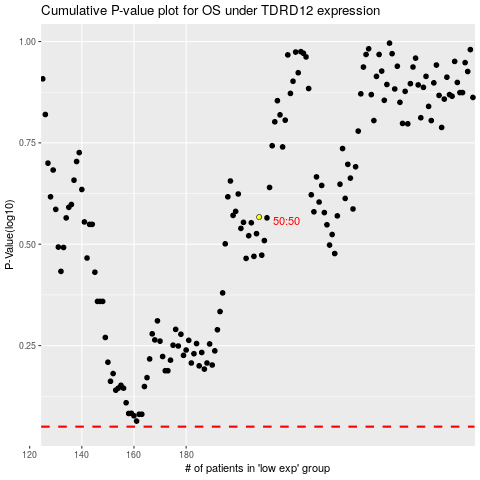 Cumulative P-value plot for OS under TDRD12 expression
P-Value(log10)
1.00
0.75
0.50
0.25
50:50
120 140 160 180
# of patients in 'low exp' group